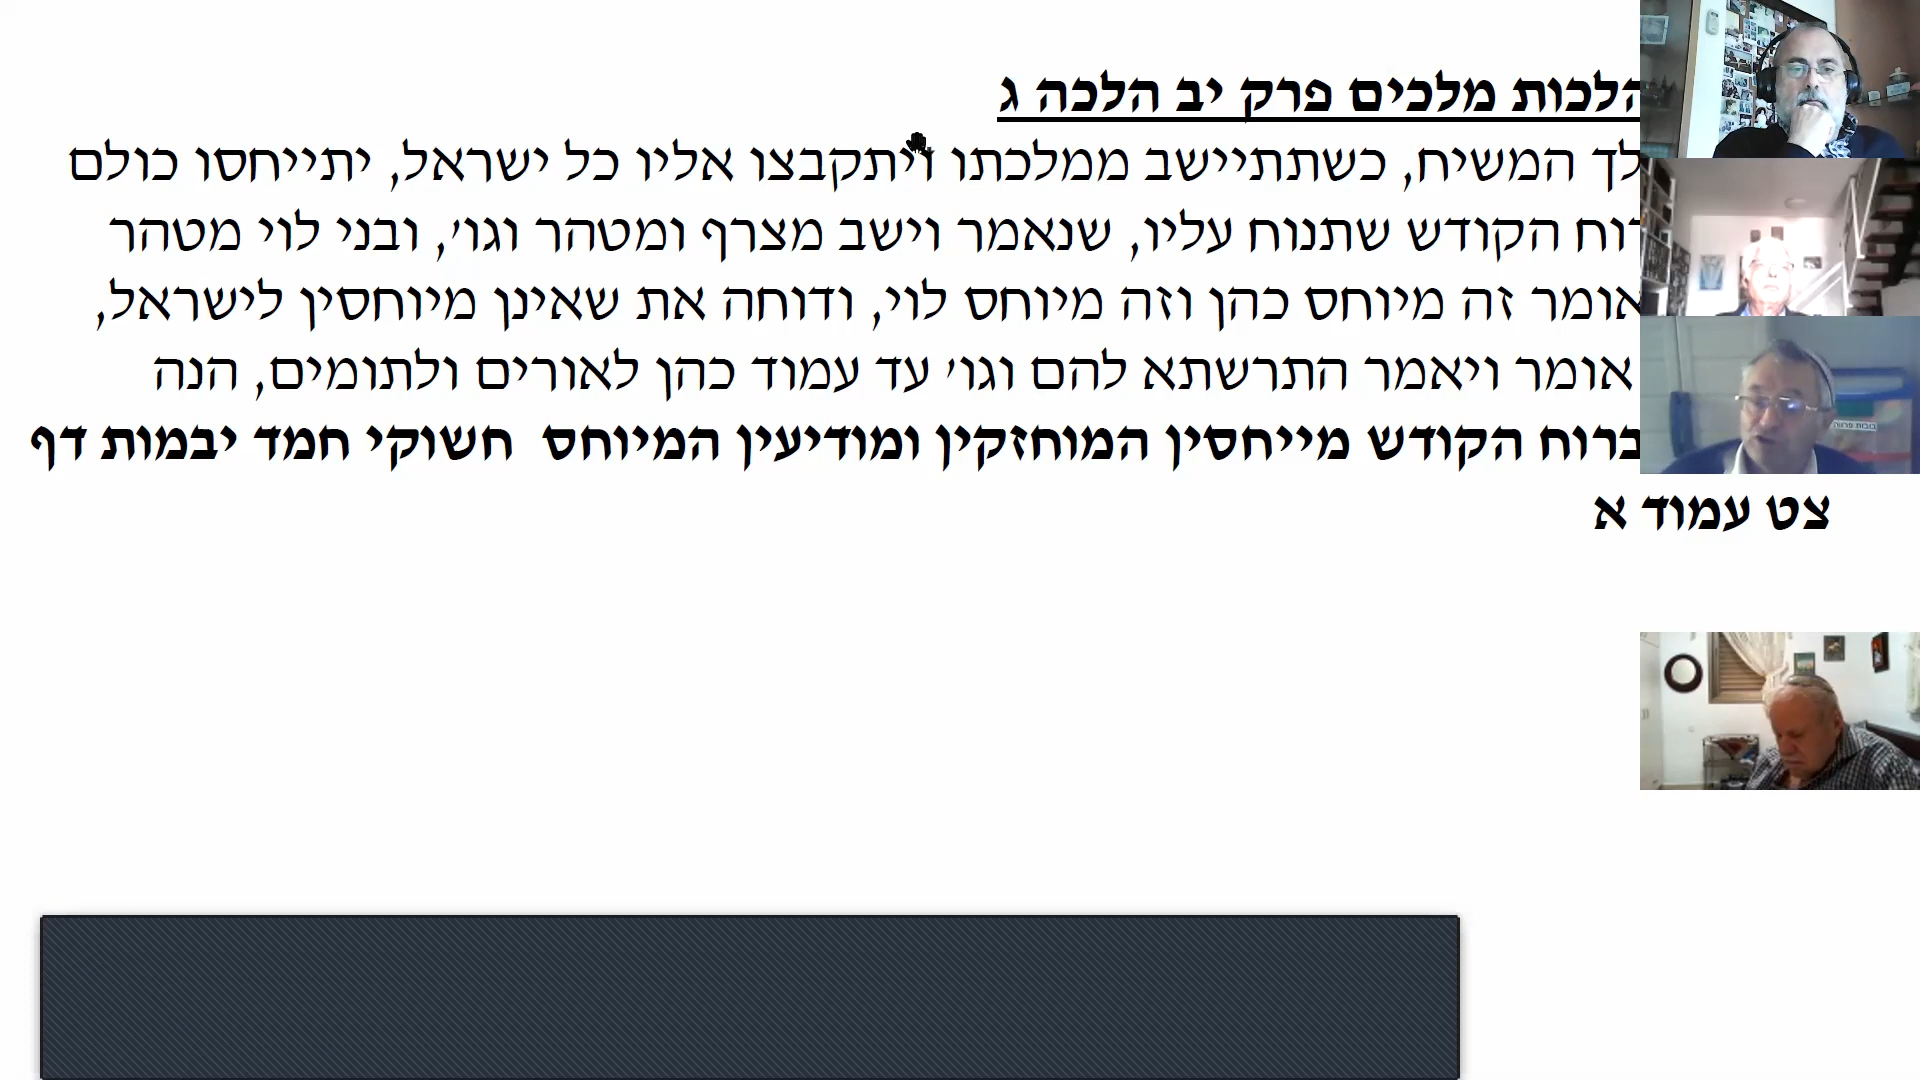 הלכות מלכים פרק יב הלכה ג
לך המשיח, כשתתיישב ממלכתו ויתקבצו אליו כל ישראל, יתייחסו כולם
רוח הקודש שתנוח עליו, שנאמר וישב מצרף ומטהר וגו', ובני לוי מטהר
אומר זה מיוחס כהן וזה מיוחס לוי, ודוחה את שאינן מיוחסין לישראל,
אומר ויאמר התרשתא להם וגו' עד עמוד כהן לאורים ולתומים, הנה
ברוח הקודש מייחסין המוחזקין ומודיעין המיוחס חשוקי חמד יבמות דף
צט עמוד א